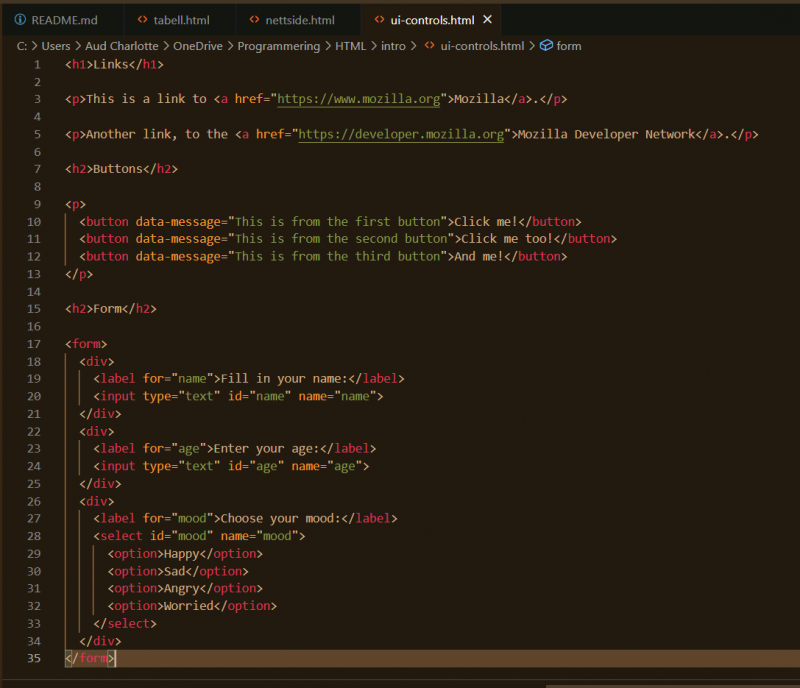 README.md tabell.html nettside.html ui-controls.html
C: > Users > Aud Charlotte > OneDrive > Programmering > HTML > intro > ui-controls.html > form
1 <h1>Links</h1>
2
3 <p>This is a link to <a href="https://www.mozilla.org">Mozilla</a>.</p>
4
5 <p>Another link, to the <a href="https://developer.mozilla.org">Mozilla Developer Network</a>.</p>
6
7 <h2>Buttons</h2>
8
9 <p>
10   <button data-message="This is from the first button">Click me!</button>
11   <button data-message="This is from the second button">Click me too!</button>
12   <button data-message="This is from the third button">And me!</button>
13 </p>
14
15 <h2>Form</h2>
16
17 <form>
18   <div>
19     <label for="name">Fill in your name:</label>
20     <input type="text" id="name" name="name">
21   </div>
22   <div>
23     <label for="age">Enter your age:</label>
24     <input type="text" id="age" name="age">
25   </div>
26   <div>
27     <label for="mood">Choose your mood:</label>
28     <select id="mood" name="mood">
29       <option>Happy</option>
30       <option>Sad</option>
31       <option>Angry</option>
32       <option>Worried</option>
33     </select>
34   </div>
35 </form>